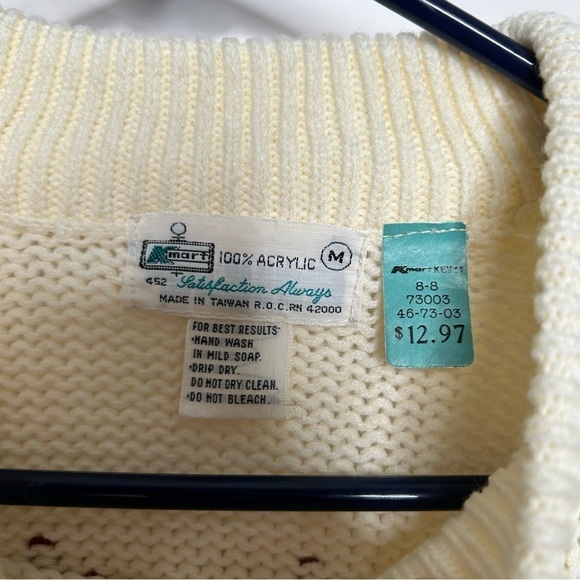 Kmart 100% ACRYLIC M
452 Satisfaction Always
MADE IN TAIWAN R.O.C. RN 42000
FOR BEST RESULTS
•HAND WASH
IN MILD SOAP.
•DRIP DRY.
DO NOT DRY CLEAN.
•DO NOT BLEACH.
Kmart
8-8
73003
46-73-03
$12.97